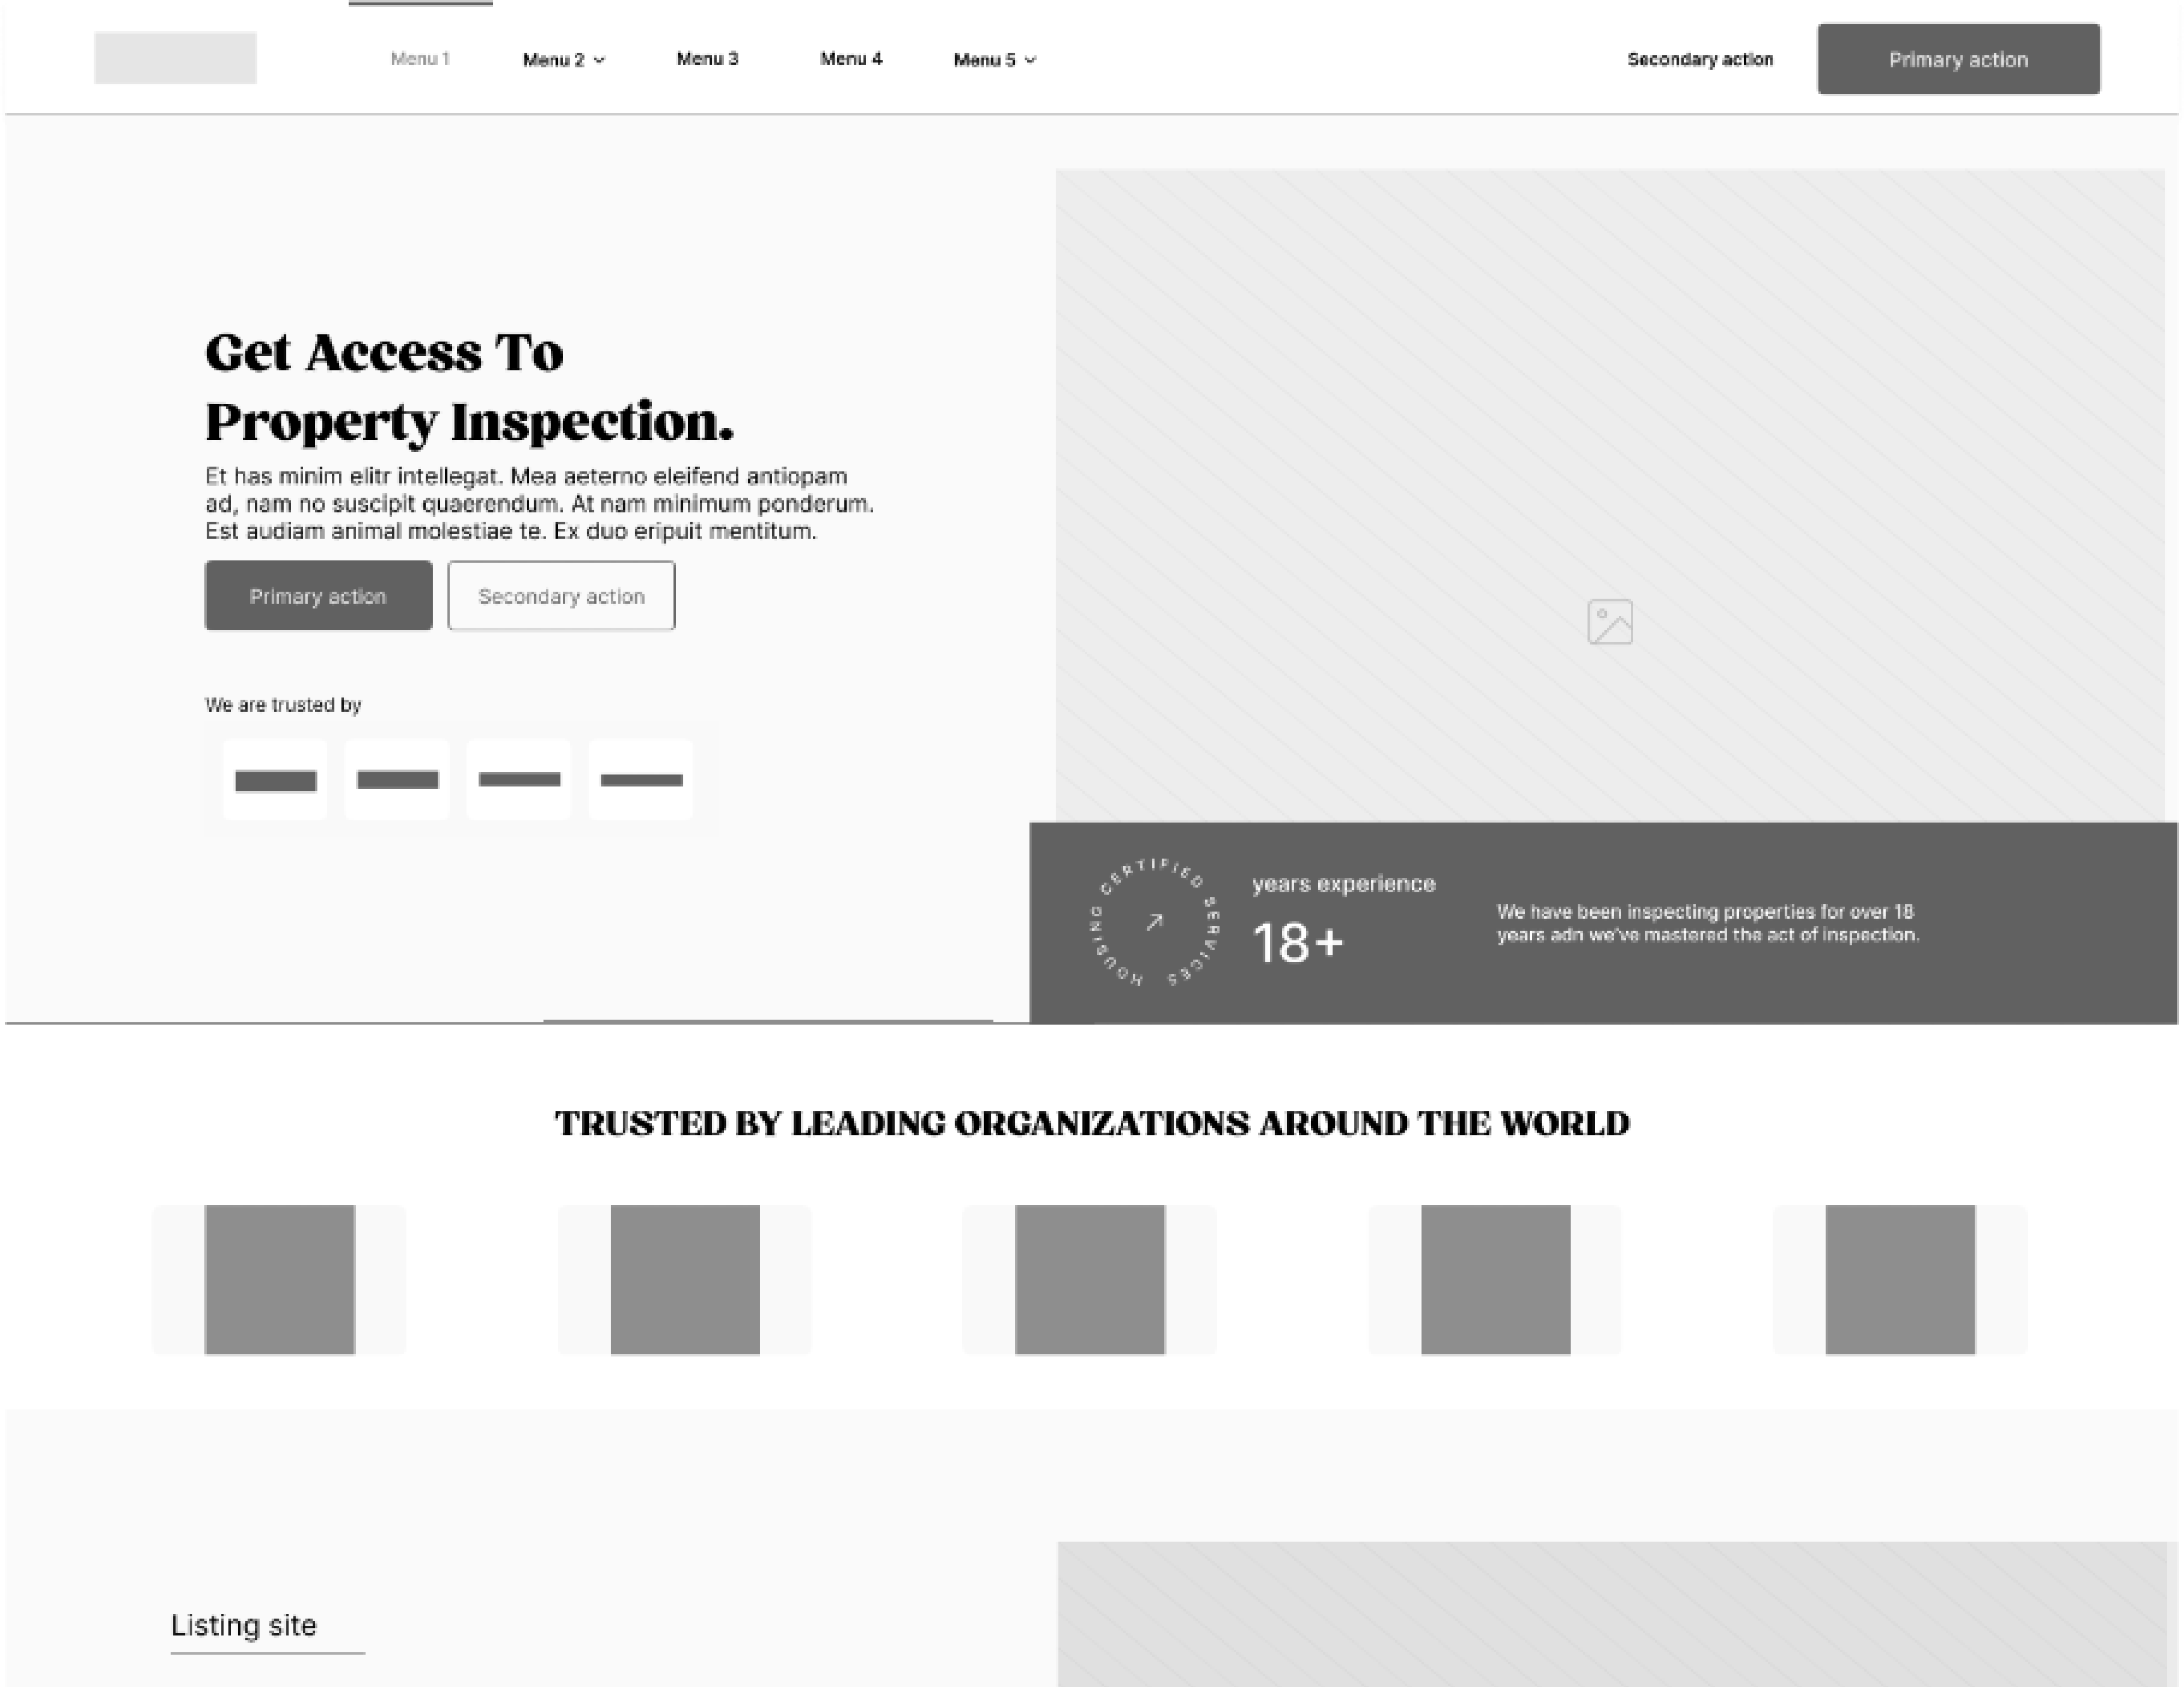 Menu 1
Menu 2
Menu 3
Menu 4
Menu 5
Secondary action
Primary action
Get Access To
Property Inspection.
Et has minim elitr intellegat. Mea aeterno eleifend antiopam
ad, nam no suscipit quaerendum. At nam minimum ponderum.
Est audiam animal molestiae te. Ex duo eripuit mentitum.
Primary action
Secondary action
We are trusted by
HOUSING CERTIFIED SERVICES
years experience
18+
We have been inspecting properties for over 18
years adn we've mastered the act of inspection.
TRUSTED BY LEADING ORGANIZATIONS AROUND THE WORLD
Listing site